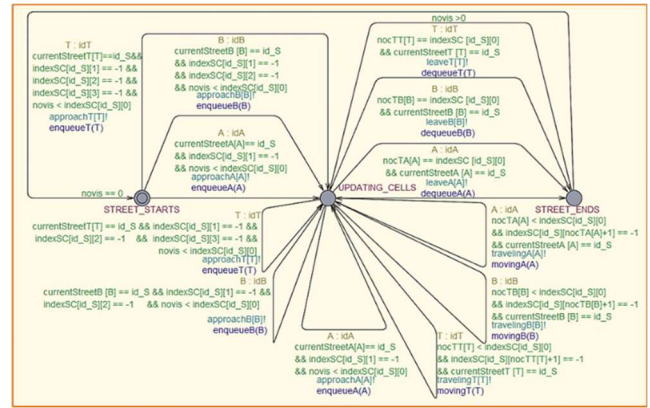 novis >0
T : idT
currentStreetT[T]==id_S&&
indexSC[id_S][1] == -1 &&
indexSC[id_S][2] == -1 &&
indexSC[id_S][3] == -1 &&
novis < indexSC[id_S][0]
approachT[T]!
enqueueT(T)
B : idB
currentStreetB [B] == id_S
&& indexSC[id_S][1] == -1
&& indexSC[id_S][2] == -1
&& novis < indexSC[id_S][0]
approachB[B]!
enqueueB(B)
A : idA
currentStreetA[A]== id_S
&& indexSC[id_S][1] == -1
&& novis < indexSC[id_S][0]
approachA[A]!
enqueueA(A)
T : idT
nocTT[T] == indexSC [id_S][0]
&& currentStreetT [T] == id_S
leaveT[T]!
dequeueT(T)
B : idB
nocTB[B] == indexSC [id_S][0]
&& currentStreetB [B] == id_S
leaveB[B]!
dequeueB(B)
A : idA
nocTA[A] == indexSC [id_S][0]
&& currentStreetA [A] == id_S
leaveA[A]!
dequeueA(A)
novis == 0
STREET_STARTS
UPDATING_CELLS
STREET_ENDS
T : idT
currentStreetT[T] == id_S && indexSC[id_S][1] == -1 &&
indexSC[id_S][2] == -1 && indexSC[id_S][3] == -1 &&
novis < indexSC[id_S][0]
approachT[T]!
enqueueT(T)
B : idB
currentStreetB [B] == id_S && indexSC[id_S][1] == -1 &&
indexSC[id_S][2] == -1 && novis < indexSC[id_S][0]
approachB[B]!
enqueueB(B)
A : idA
currentStreetA[A]== id_S
&& indexSC[id_S][1] == -1
&& novis < indexSC[id_S][0]
approachA[A]!
enqueueA(A)
A : idA
nocTA[A] < indexSC[id_S][0]
&& indexSC[id_S][nocTA[A]+1] == -1
&& currentStreetA [A] == id_S
travelingA[A]!
movingA(A)
B : idB
nocTB[B] < indexSC[id_S][0]
&& indexSC[id_S][nocTB[B]+1] == -1
&& currentStreetB [B] == id_S
travelingB[B]!
movingB(B)
T : idT
nocTT[T] < indexSC[id_S][0]
&& indexSC[id_S][nocTT[T]+1] == -1
&& currentStreetT [T] == id_S
travelingT[T]!
movingT(T)